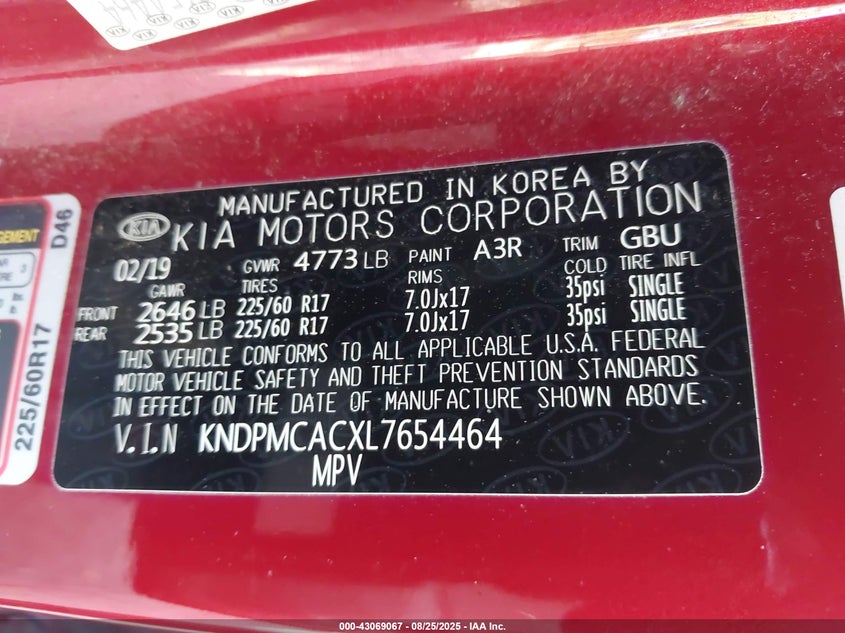 MANUFACTURED IN KOREA BY
KIA KIA MOTORS CORPORATION
02/19 GVWR 4773 LB PAINT A3R TRIM GBU
GAWR TIRES RIMS COLD TIRE INFL
FRONT 2646 LB 225/60 R17 7.0Jx17 35psi SINGLE
REAR 2535 LB 225/60 R17 7.0Jx17 35psi SINGLE
THIS VEHICLE CONFORMS TO ALL APPLICABLE U.S.A. FEDERAL
MOTOR VEHICLE SAFETY AND THEFT PREVENTION STANDARDS
IN EFFECT ON THE DATE OF MANUFACTURE SHOWN ABOVE.
V.I.N KNDPMCACXL7654464
MPV
D46
225/60R17
000-43069067 - 08/25/2025 - IAA Inc.